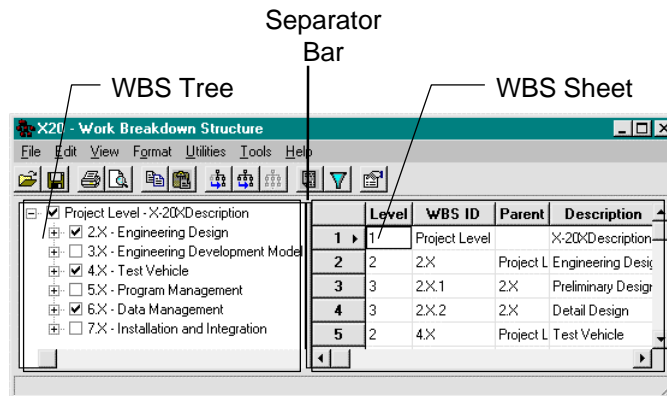 Separator
Bar
WBS Tree
WBS Sheet
X20 - Work Breakdown Structure
File Edit View Format Utilities Tools Help
Project Level - X-20XDescription
2.X - Engineering Design
3.X - Engineering Development Model
4.X - Test Vehicle
5.X - Program Management
6.X - Data Management
7.X - Installation and Integration
Level WBS ID Parent Description
1 1 Project Level X-20XDescription
2 2 2.X Project L Engineering Desig
3 3 2.X.1 2.X Preliminary Design
4 3 2.X.2 2.X Detail Design
5 2 4.X Project L Test Vehicle